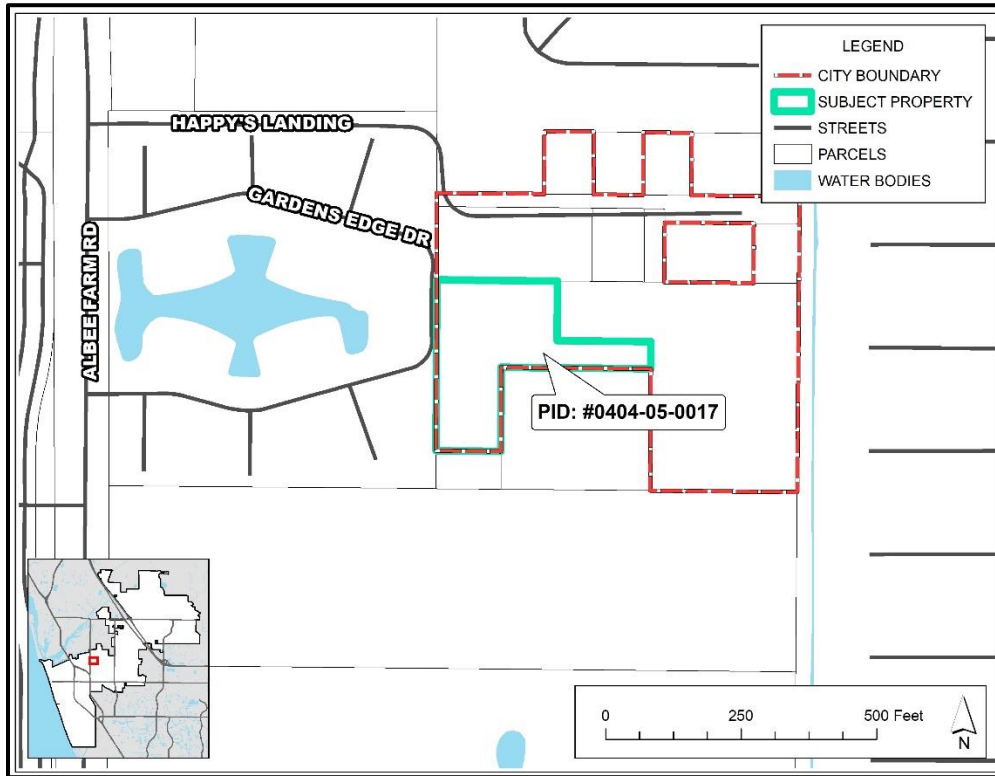 LEGEND
CITY BOUNDARY
SUBJECT PROPERTY
STREETS
PARCELS
WATER BODIES
HAPPY'S LANDING
GARDENS EDGE DR
ALBEE FARM RD
PID: #0404-05-0017
0 250 500 Feet
N